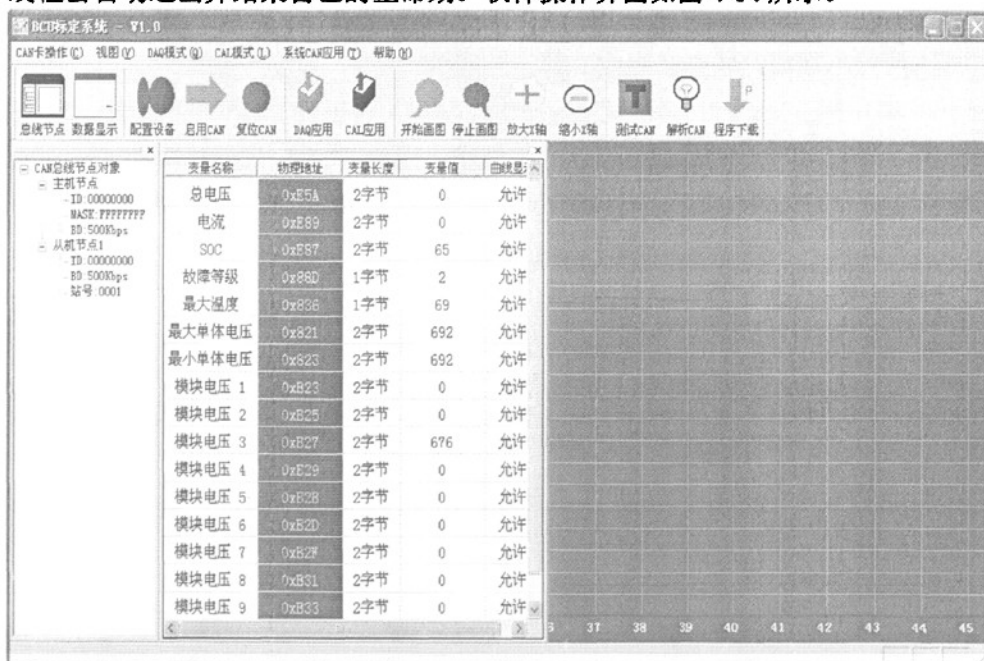 BCU标定系统 - V1.0
CAN卡操作(C) 视图(V) DAQ模式(Q) CAL模式(L) 系统CAN应用(T) 帮助(H)
P
总线节点 数据显示 配置设备 启用CAN 复位CAN DAQ应用 CAL应用 开始画图 停止画图 放大X轴 缩小X轴 测试CAN 解析CAN 程序下载
CAN总线节点对象
主机节点
ID:00000000
MASK:FFFFFFFF
BD:500Kbps
从机节点1
ID:00000000
BD:500Kbps
站号:0001
变量名称 物理地址 变量长度 变量值 曲线显
总电压 0xE5A 2字节 0 允许
电流 0xE89 2字节 0 允许
SOC 0xE87 2字节 65 允许
故障等级 0x88D 1字节 2 允许
最大温度 0x836 1字节 69 允许
最大单体电压 0x821 2字节 692 允许
最小单体电压 0x823 2字节 692 允许
模块电压 1 0xB23 2字节 0 允许
模块电压 2 0xB25 2字节 0 允许
模块电压 3 0xB27 2字节 676 允许
模块电压 4 0xB29 2字节 0 允许
模块电压 5 0xB2B 2字节 0 允许
模块电压 6 0xB2D 2字节 0 允许
模块电压 7 0xB2F 2字节 0 允许
模块电压 8 0xB31 2字节 0 允许
模块电压 9 0xB33 2字节 0 允许
37 38 39 40 41 42 43 44 45